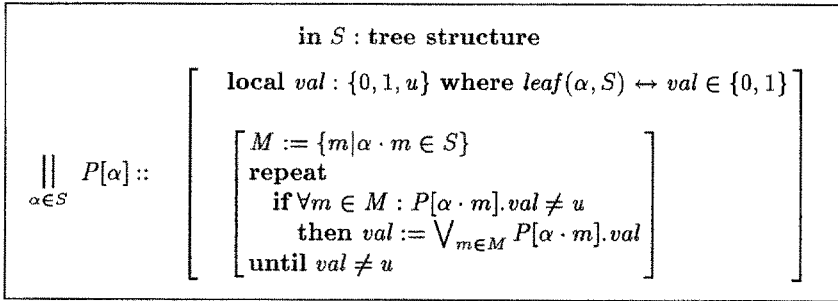 in S : tree structure
local val : {0, 1, u} where leaf(α, S) ↔ val ∈ {0, 1}
M := {m|α · m ∈ S}
repeat
if ∀m ∈ M : P[α · m].val ≠ u
|| α∈S P[α] ::
then val := ⋁m∈M P[α · m].val
until val ≠ u